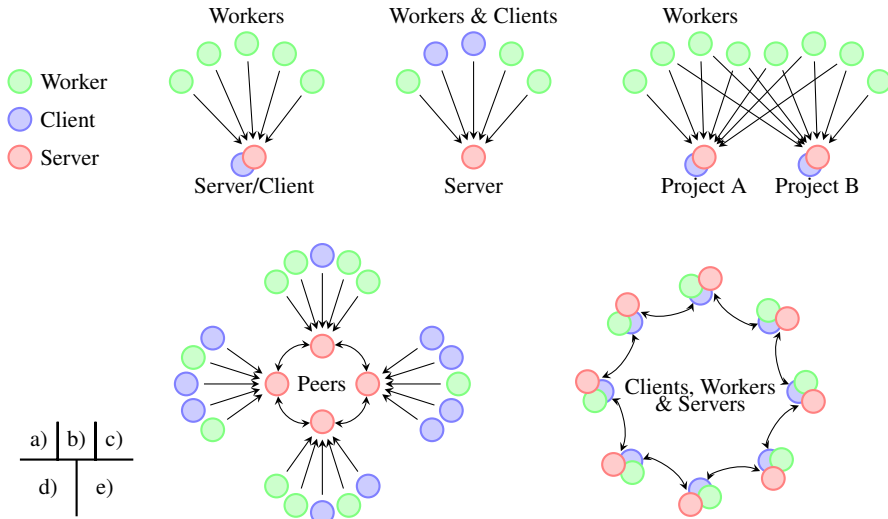 Workers
Workers & Clients
Workers
Worker
Client
Server
Server/Client
Server
Project A
Project B
Peers
Clients, Workers
& Servers
a) b) c)
d) e)